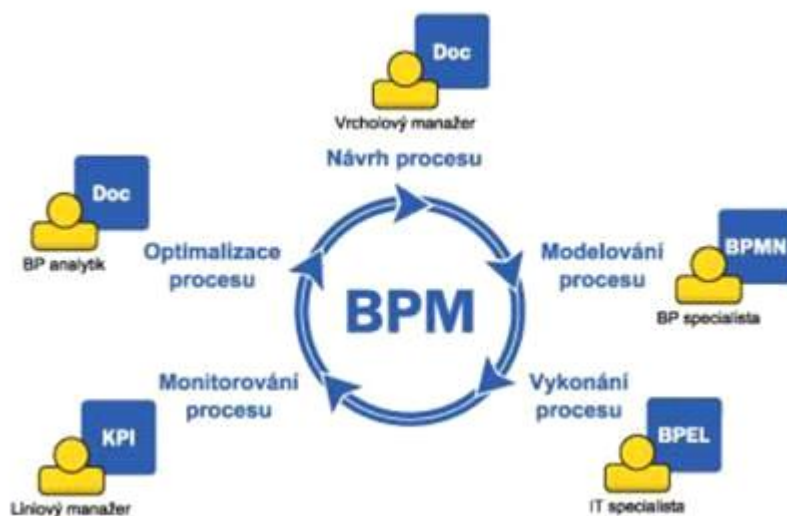 Doc
Vrcholový manažer
Návrh procesu
Doc
BP analytik
Optimalizace
procesu
BPM
Modelování
procesu
BPMN
BP specialista
Monitorování
procesu
KPI
Liniový manažer
Vykonání
procesu
BPEL
IT specialista